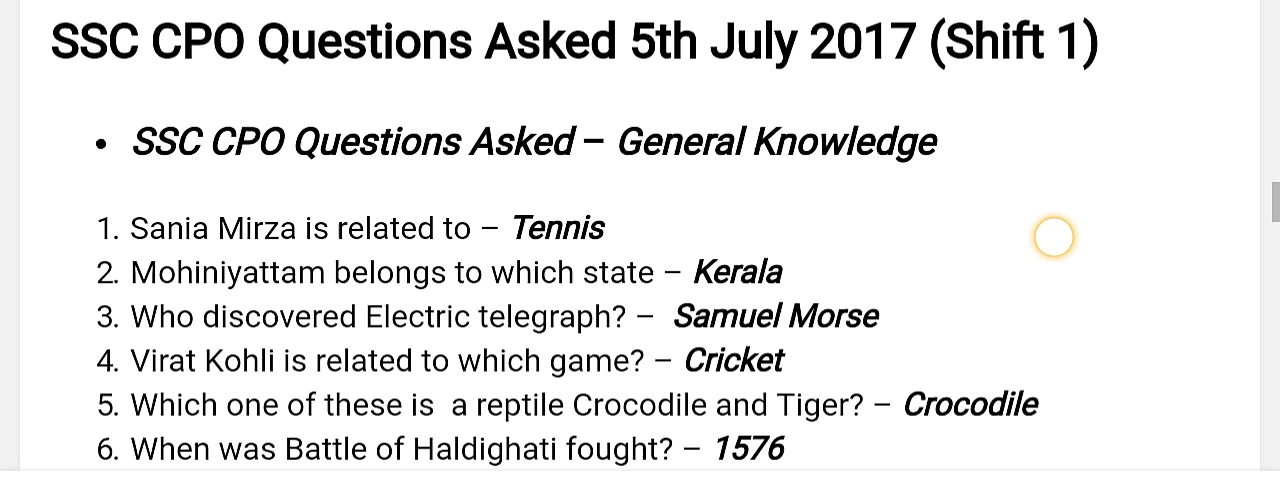 SSC CPO Questions Asked 5th July 2017 (Shift 1)
• SSC CPO Questions Asked – General Knowledge
1. Sania Mirza is related to – Tennis
2. Mohiniyattam belongs to which state – Kerala
3. Who discovered Electric telegraph? – Samuel Morse
4. Virat Kohli is related to which game? – Cricket
5. Which one of these is a reptile Crocodile and Tiger? – Crocodile
6. When was Battle of Haldighati fought? – 1576